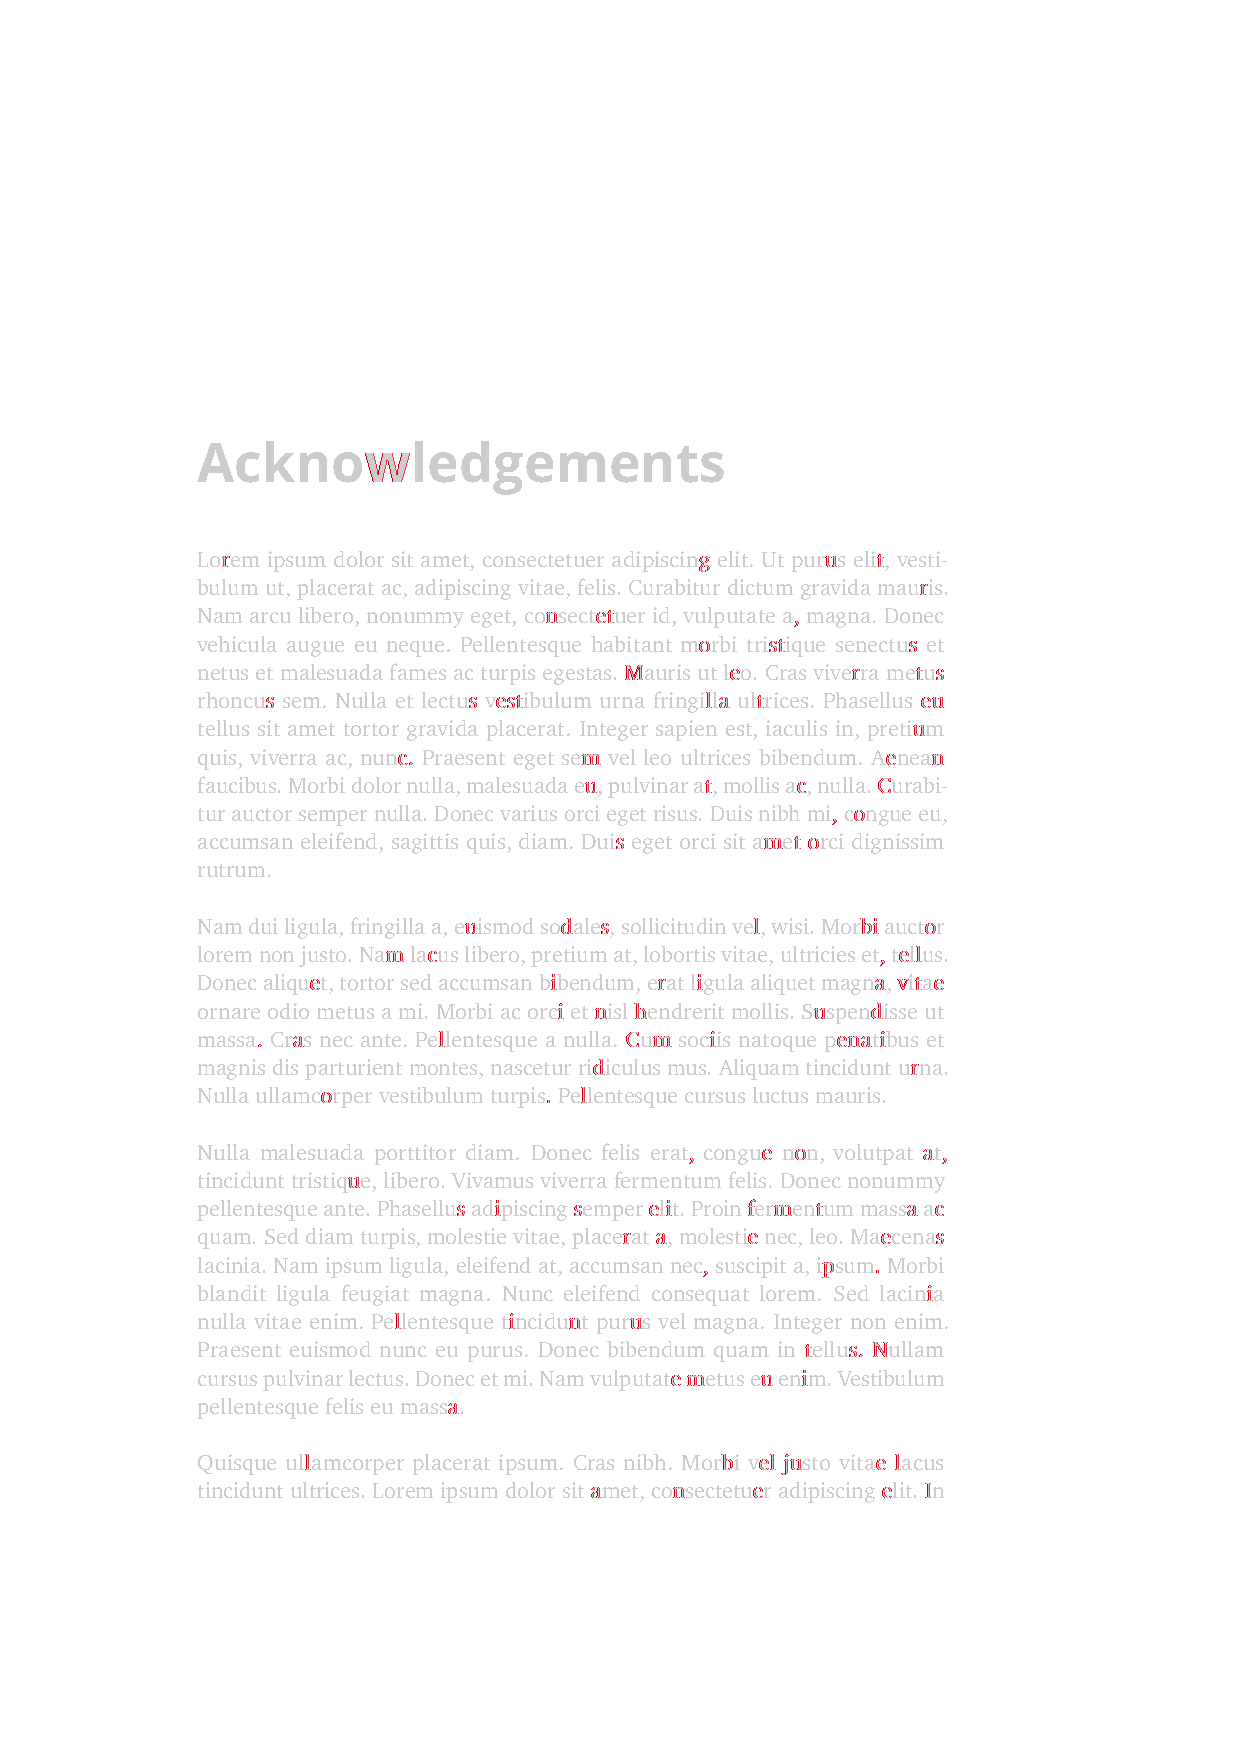 Acknowledgements
Lorem ipsum dolor sit amet, consectetuer adipiscing elit. Ut purus elit, vesti-
bulum ut, placerat ac, adipiscing vitae, felis. Curabitur dictum gravida mauris.
Nam arcu libero, nonummy eget, consectetuer id, vulputate a, magna. Donec
vehicula augue eu neque. Pellentesque habitant morbi tristique senectus et
netus et malesuada fames ac turpis egestas. Mauris ut leo. Cras viverra metus
rhoncus sem. Nulla et lectus vestibulum urna fringilla ultrices. Phasellus eu
tellus sit amet tortor gravida placerat. Integer sapien est, iaculis in, pretium
quis, viverra ac, nunc. Praesent eget sem vel leo ultrices bibendum. Aenean
faucibus. Morbi dolor nulla, malesuada eu, pulvinar at, mollis ac, nulla. Curabi-
tur auctor semper nulla. Donec varius orci eget risus. Duis nibh mi, congue eu,
accumsan eleifend, sagittis quis, diam. Duis eget orci sit amet orci dignissim
rutrum.
Nam dui ligula, fringilla a, euismod sodales, sollicitudin vel, wisi. Morbi auctor
lorem non justo. Nam lacus libero, pretium at, lobortis vitae, ultricies et, tellus.
Donec aliquet, tortor sed accumsan bibendum, erat ligula aliquet magna, vitae
ornare odio metus a mi. Morbi ac orci et nisl hendrerit mollis. Suspendisse ut
massa. Cras nec ante. Pellentesque a nulla. Cum sociis natoque penatibus et
magnis dis parturient montes, nascetur ridiculus mus. Aliquam tincidunt urna.
Nulla ullamcorper vestibulum turpis. Pellentesque cursus luctus mauris.
Nulla malesuada porttitor diam. Donec felis erat, congue non, volutpat at,
tincidunt tristique, libero. Vivamus viverra fermentum felis. Donec nonummy
pellentesque ante. Phasellus adipiscing semper elit. Proin fermentum massa ac
quam. Sed diam turpis, molestie vitae, placerat a, molestie nec, leo. Maecenas
lacinia. Nam ipsum ligula, eleifend at, accumsan nec, suscipit a, ipsum. Morbi
blandit ligula feugiat magna. Nunc eleifend consequat lorem. Sed lacinia
nulla vitae enim. Pellentesque tincidunt purus vel magna. Integer non enim.
Praesent euismod nunc eu purus. Donec bibendum quam in tellus. Nullam
cursus pulvinar lectus. Donec et mi. Nam vulputate metus eu enim. Vestibulum
pellentesque felis eu massa.
Quisque ullamcorper placerat ipsum. Cras nibh. Morbi vel justo vitae lacus
tincidunt ultrices. Lorem ipsum dolor sit amet, consectetuer adipiscing elit. In